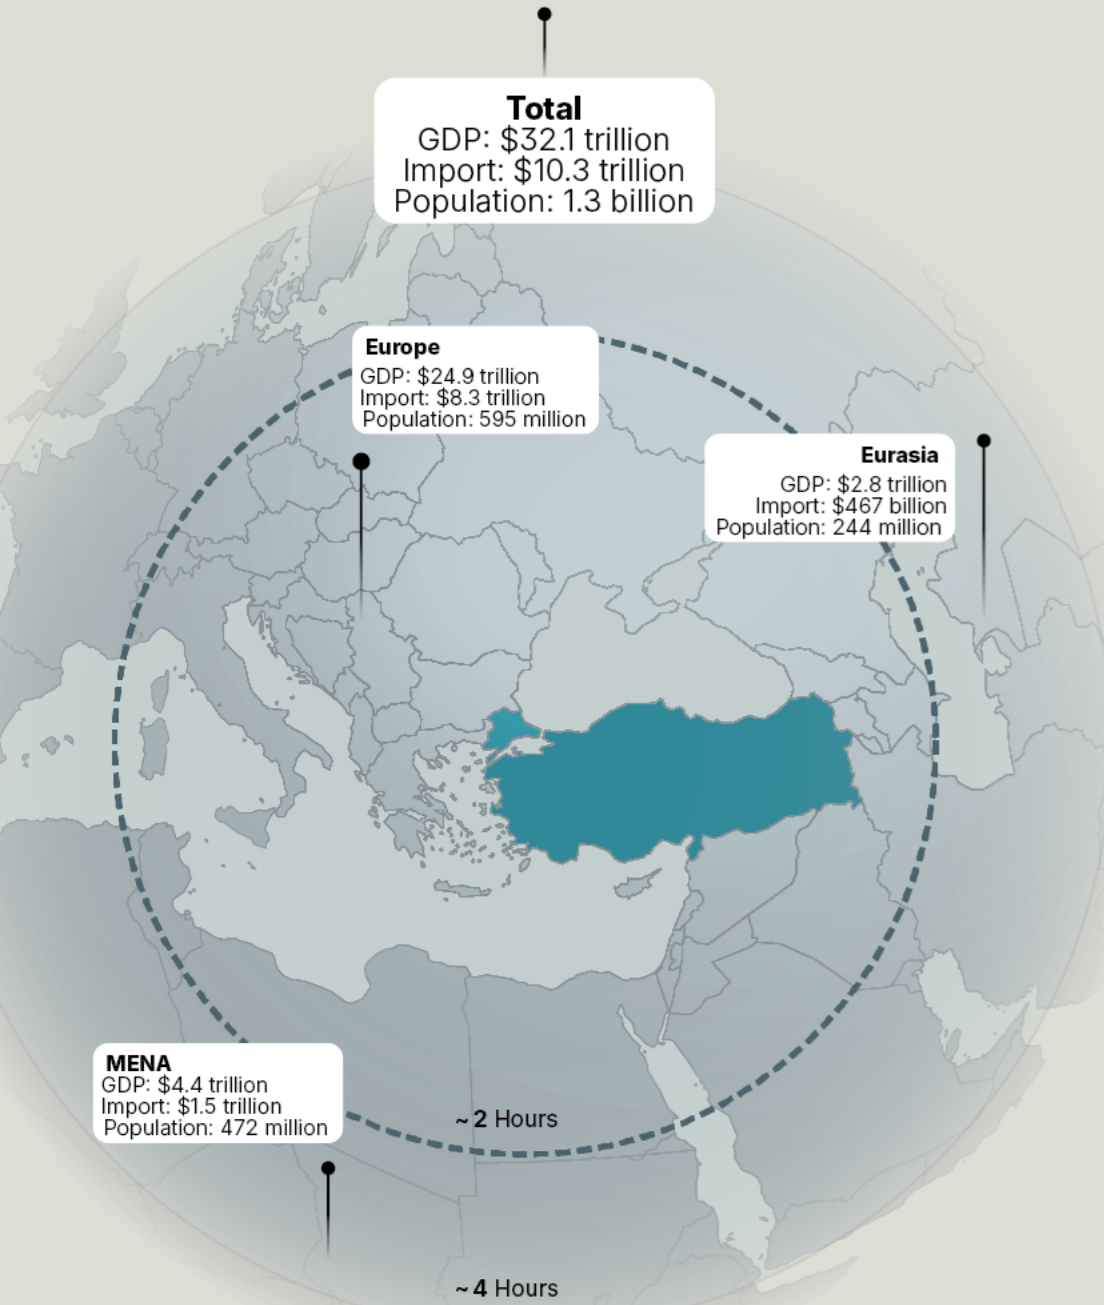 Total
GDP: $32.1 trillion
Import: $10.3 trillion
Population: 1.3 billion
Europe
GDP: $24.9 trillion
Import: $8.3 trillion
Population: 595 million
Eurasia
GDP: $2.8 trillion
Import: $467 billion
Population: 244 million
MENA
GDP: $4.4 trillion
Import: $1.5 trillion
Population: 472 million
~2 Hours
~4 Hours